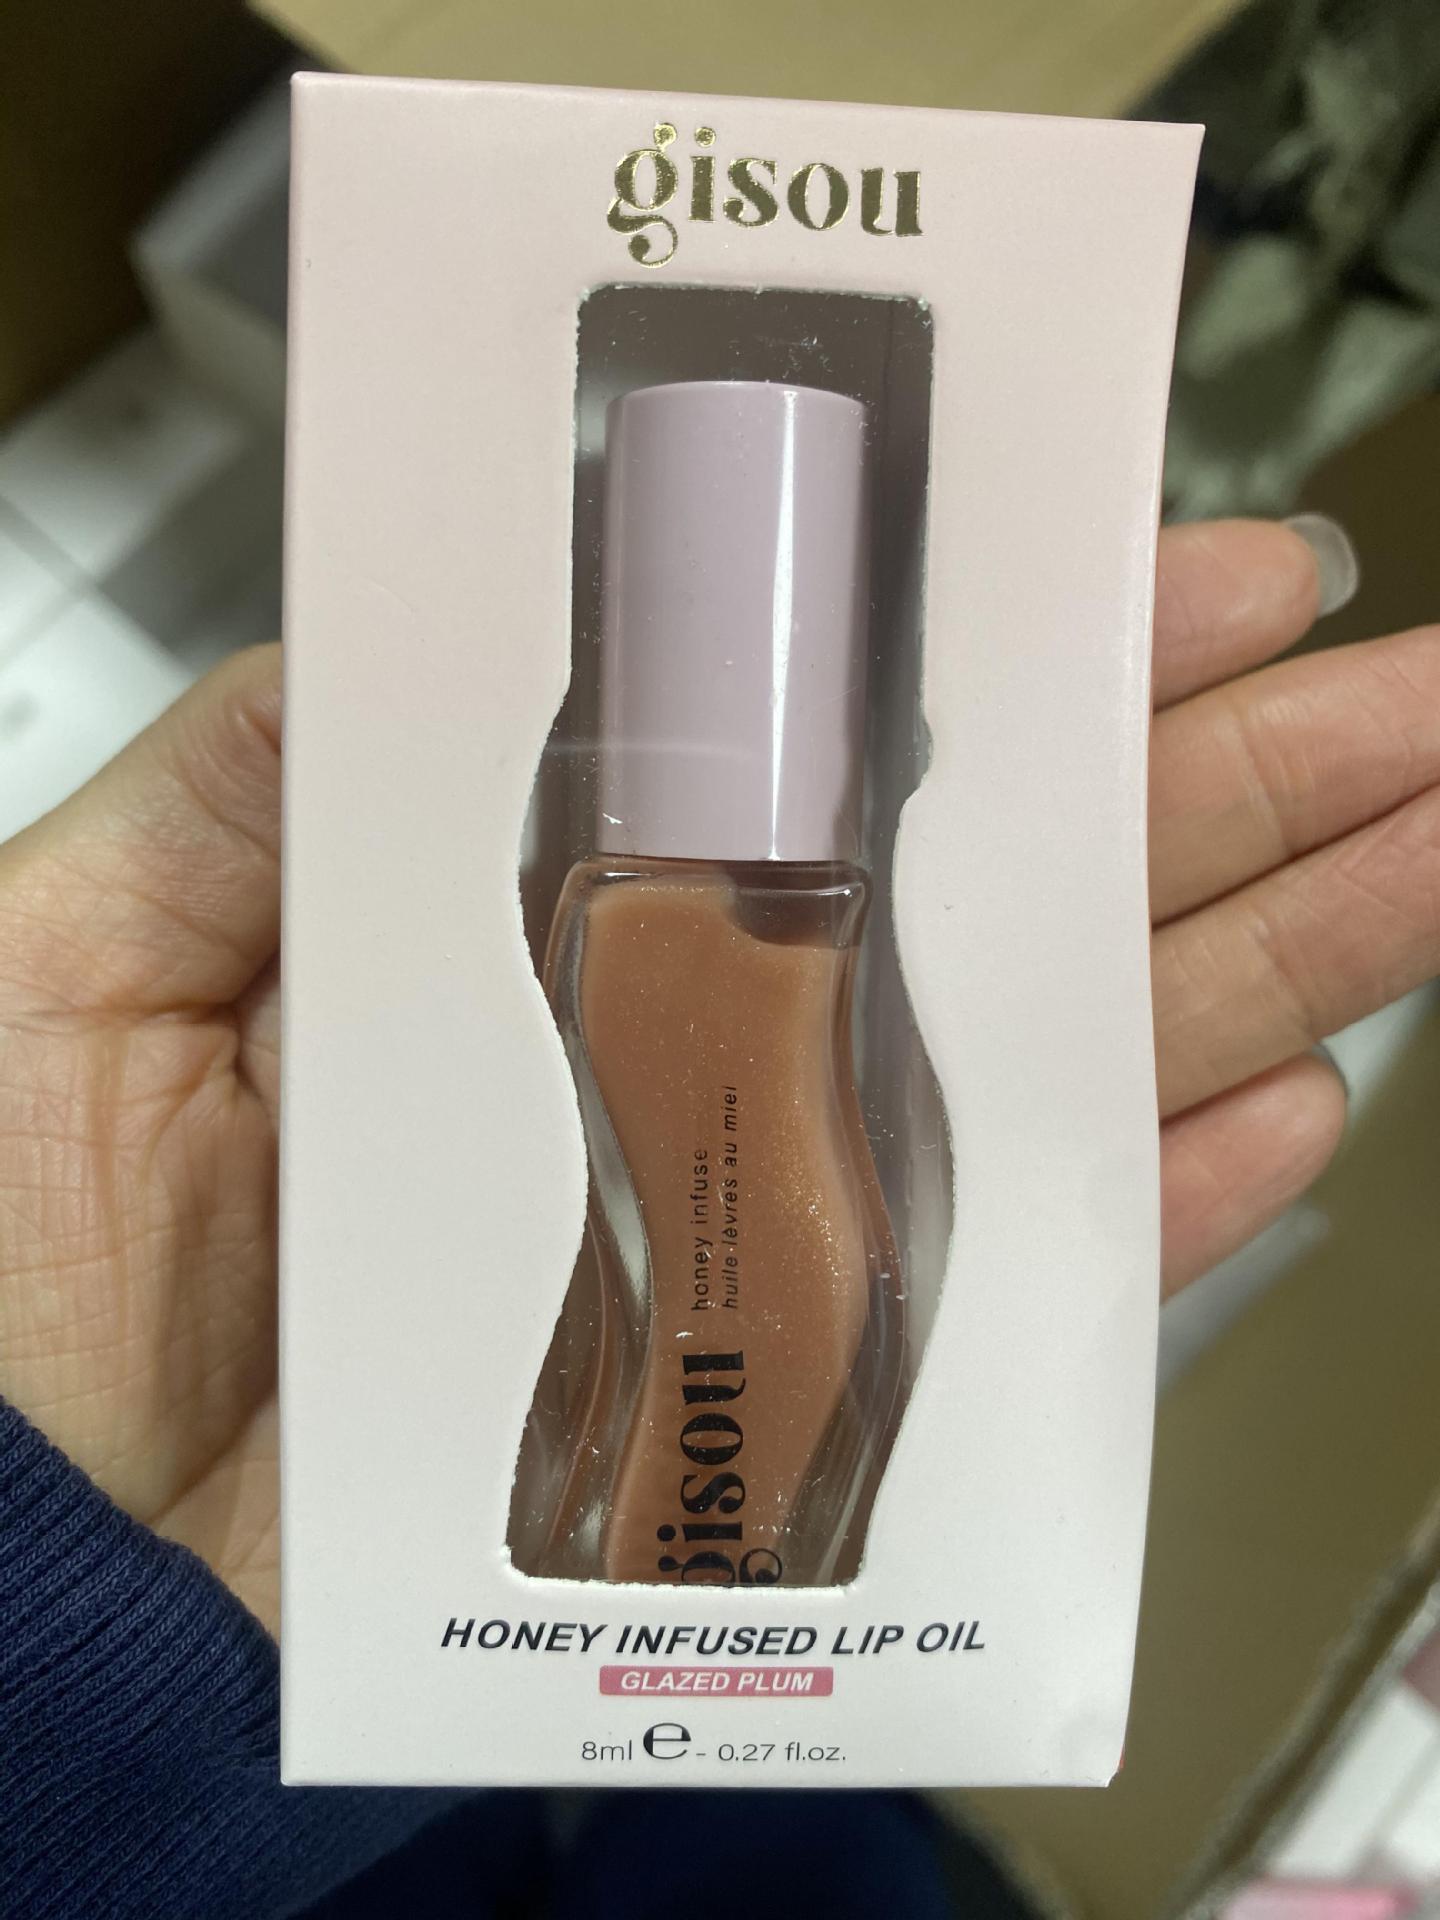 gisou
honey infuse
huile lèvres au miel
gisou
HONEY INFUSED LIP OIL
GLAZED PLUM
8ml e - 0.27 fl.oz.